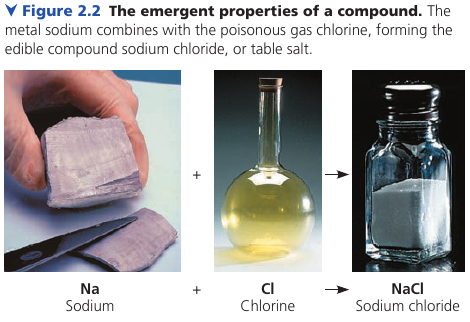 Figure 2.2 The emergent properties of a compound. The
metal sodium combines with the poisonous gas chlorine, forming the
edible compound sodium chloride, or table salt.
+ →
Na + Cl → NaCl
Sodium Chlorine Sodium chloride